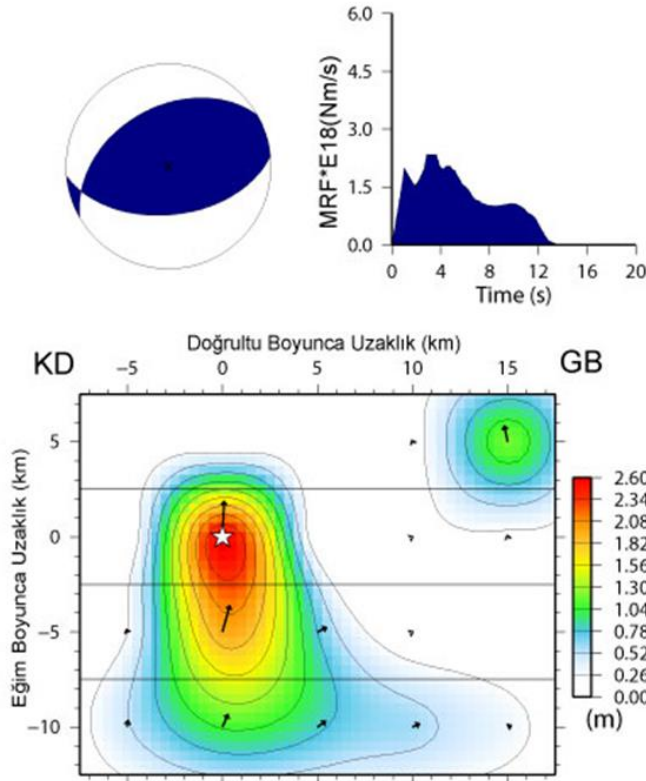 MRF*E18(Nm/s)
6.0
4.5
3.0
1.5
0.0
0 4 8 12 16 20
Time (s)
Doğrultu Boyunca Uzaklık (km)
KD −5 0 5 10 15 GB
Eğim Boyunca Uzaklık (km)
5
0
−5
−10
2.60
2.34
2.08
1.82
1.56
1.30
1.04
0.78
0.52
0.26
0.00
(m)